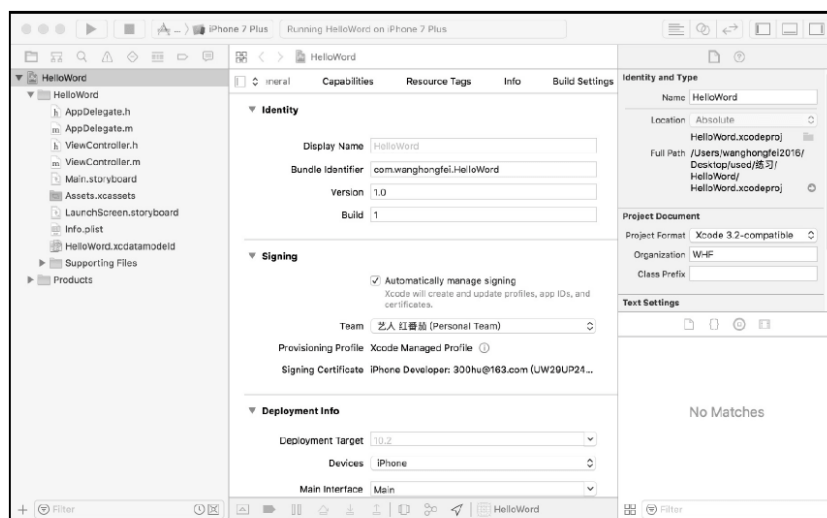 iPhone 7 Plus
Running HelloWord on iPhone 7 Plus
HelloWord
HelloWord
AppDelegate.h
AppDelegate.m
ViewController.h
ViewController.m
Main.storyboard
Assets.xcassets
LaunchScreen.storyboard
Info.plist
HelloWord.xcdatamodeld
Supporting Files
Products
Filter
HelloWord
meral Capabilities Resource Tags Info Build Settings
Identity
Display Name HelloWord
Bundle Identifier com.wanghongfei.HelloWord
Version 1.0
Build 1
Signing
Automatically manage signing
Xcode will create and update profiles, app IDs, and
certificates.
Team 艺人 红番茄 (Personal Team)
Provisioning Profile Xcode Managed Profile
Signing Certificate iPhone Developer: 300hu@163.com (UW29UP24...
Deployment Info
Deployment Target 10.2
Devices iPhone
Main Interface Main
HelloWord
Identity and Type
Name HelloWord
Location Absolute
HelloWord.xcodeproj
Full Path /Users/wanghongfei2016/
Desktop/used/练习/
HelloWord/
HelloWord.xcodeproj
Project Document
Project Format Xcode 3.2-compatible
Organization WHF
Class Prefix
Text Settings
No Matches
Filter